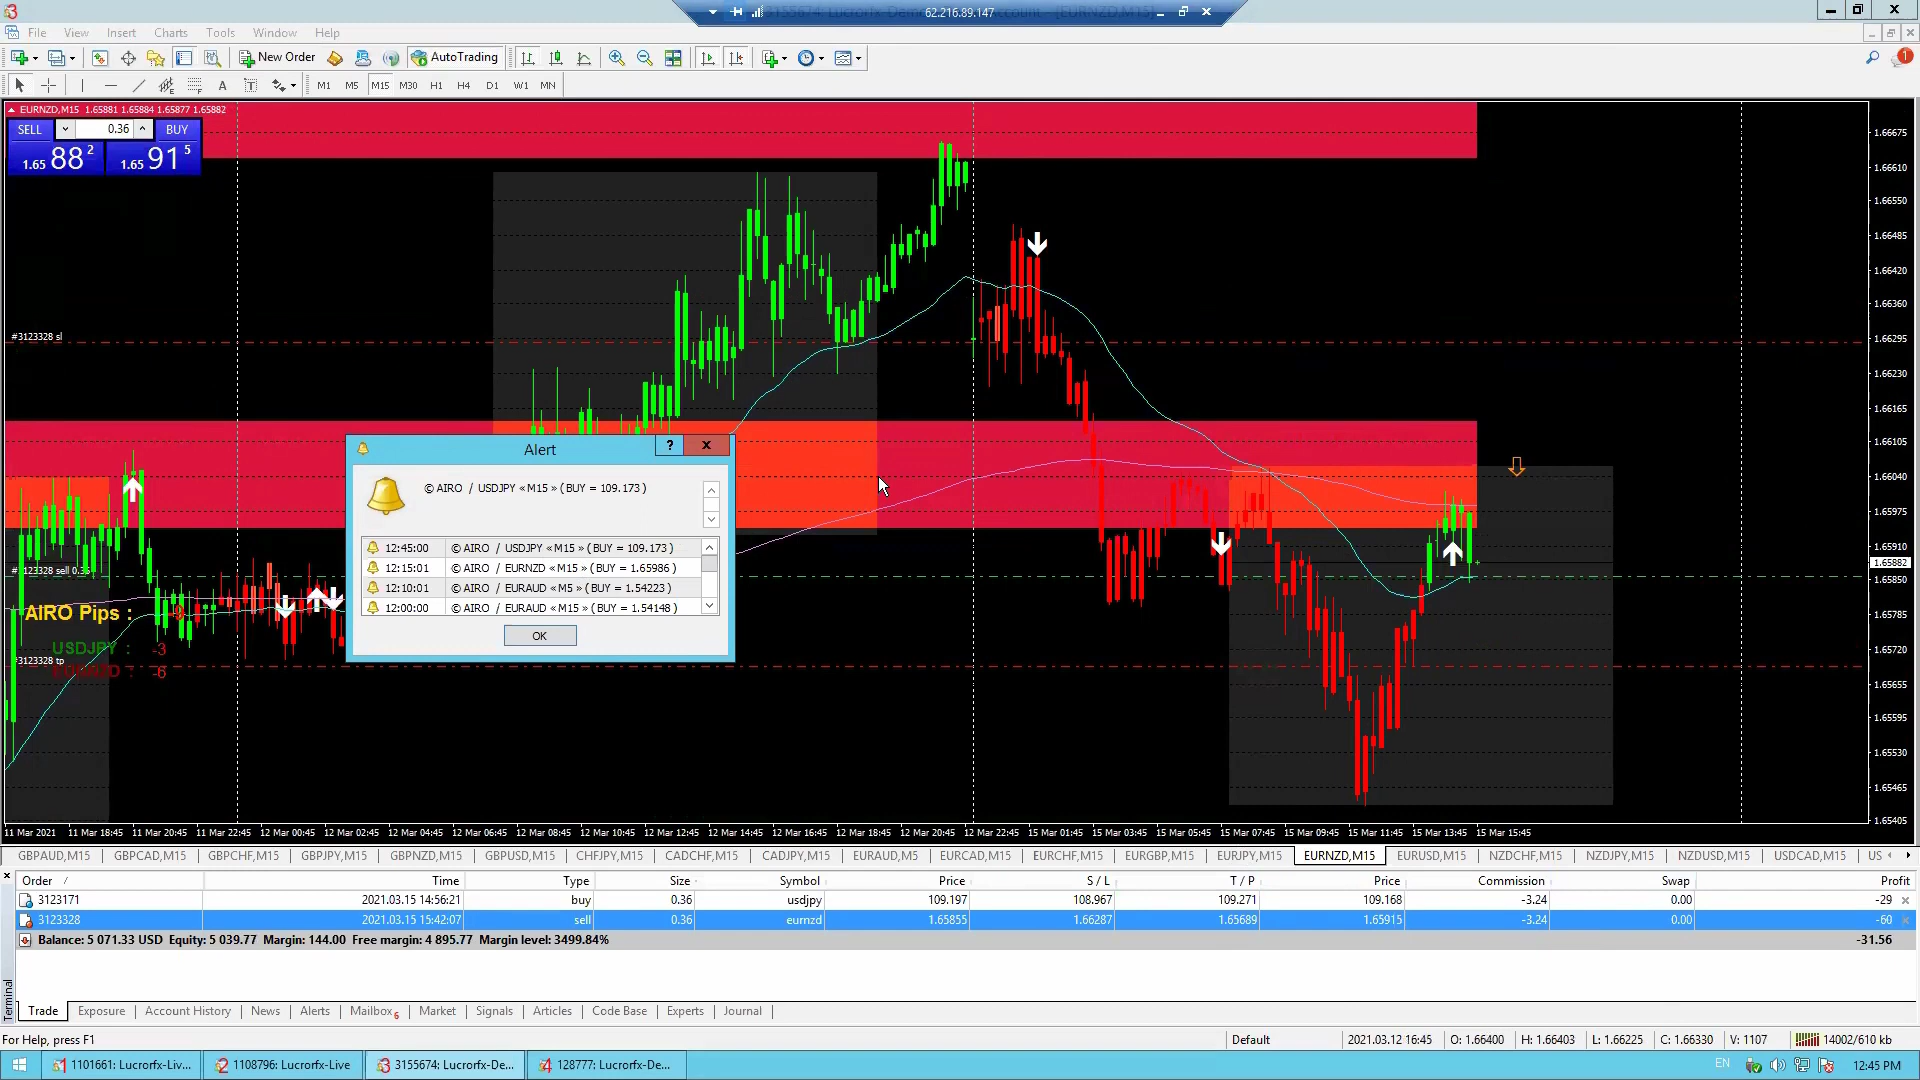 62.216.89.147
File View Insert Charts Tools Window Help
New Order AutoTrading
1
M1 M5 M15 M30 H1 H4 D1 W1 MN
EURNZD,M15 1.65881 1.65884 1.65877 1.65882
SELL 0.36 BUY
1.65 88 2 1.65 91 5
1.66675
1.66610
1.66550
1.66485
1.66420
1.66360
#3123328 sl
1.66295
1.66230
1.66165
1.66105
1.66040
1.65975
1.65910
1.65882
1.65850
1.65785
1.65720
1.65655
1.65595
1.65530
1.65465
1.65405
Alert
© AIRO / USDJPY « M15 » ( BUY = 109.173 )
12:45:00 © AIRO / USDJPY « M15 » ( BUY = 109.173 )
12:15:01 © AIRO / EURNZD « M15 » ( BUY = 1.65986 )
12:10:01 © AIRO / EURAUD « M5 » ( BUY = 1.54223 )
12:00:00 © AIRO / EURAUD « M15 » ( BUY = 1.54148 )
OK
#3123328 sell 0.36
AIRO Pips : -9
USDJPY : -3
#3123328 tp
EURNZD : -6
11 Mar 2021 11 Mar 18:45 11 Mar 20:45 11 Mar 22:45 12 Mar 00:45 12 Mar 02:45 12 Mar 04:45 12 Mar 06:45 12 Mar 08:45 12 Mar 10:45 12 Mar 12:45 12 Mar 14:45 12 Mar 16:45 12 Mar 18:45 12 Mar 20:45 12 Mar 22:45 15 Mar 01:45 15 Mar 03:45 15 Mar 05:45 15 Mar 07:45 15 Mar 09:45 15 Mar 11:45 15 Mar 13:45 15 Mar 15:45
GBPAUD,M15 GBPCAD,M15 GBPCHF,M15 GBPJPY,M15 GBPNZD,M15 GBPUSD,M15 CHFJPY,M15 CADCHF,M15 CADJPY,M15 EURAUD,M5 EURCAD,M15 EURCHF,M15 EURGBP,M15 EURJPY,M15 EURNZD,M15 EURUSD,M15 NZDCHF,M15 NZDJPY,M15 NZDUSD,M15 USDCAD,M15 US
Order / Time Type Size Symbol Price S / L T / P Price Commission Swap Profit
3123171 2021.03.15 14:56:21 buy 0.36 usdjpy 109.197 108.967 109.271 109.168 -3.24 0.00 -29
3123328 2021.03.15 15:42:07 sell 0.36 eurnzd 1.65855 1.66287 1.65689 1.65915 -3.24 0.00 -60
Balance: 5 071.33 USD Equity: 5 039.77 Margin: 144.00 Free margin: 4 895.77 Margin level: 3499.84% -31.56
Terminal
Trade Exposure Account History News Alerts Mailbox 6 Market Signals Articles Code Base Experts Journal
For Help, press F1 Default 2021.03.12 16:45 O: 1.66400 H: 1.66403 L: 1.66225 C: 1.66330 V: 1107 14002/610 kb
1 1101661: Lucrorfx-Liv... 2 1108796: Lucrorfx-Live 3 3155674: Lucrorfx-De... 4 128777: Lucrorfx-De... EN 12:45 PM